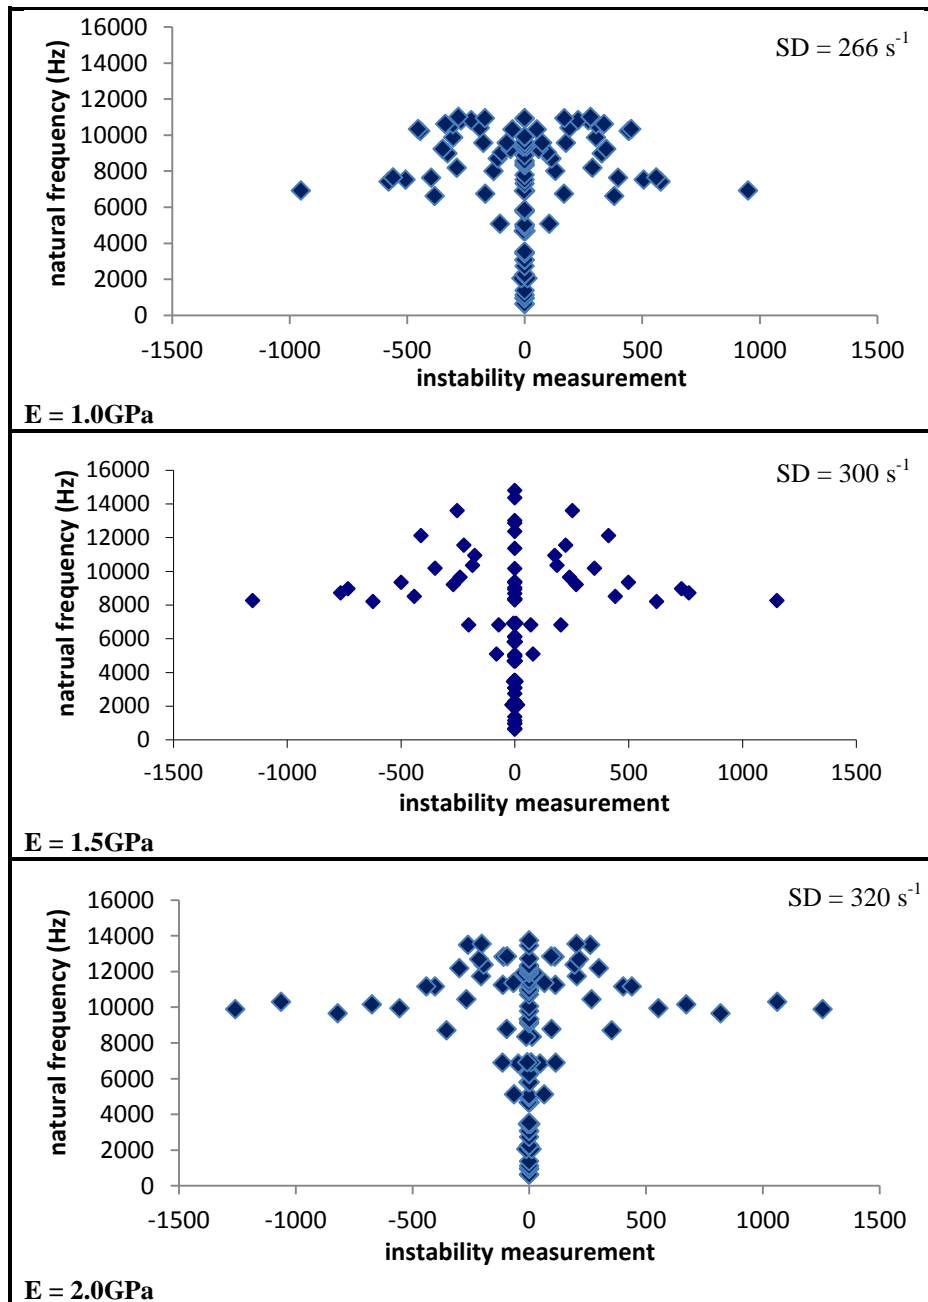 16000
14000
12000
10000
8000
6000
4000
2000
0
natural frequency (Hz)
SD = 266 s⁻¹
-1500 -1000 -500 0 500 1000 1500
instability measurement
E = 1.0GPa
16000
14000
12000
10000
8000
6000
4000
2000
0
natrual frequency (Hz)
SD = 300 s⁻¹
-1500 -1000 -500 0 500 1000 1500
instability measurement
E = 1.5GPa
16000
14000
12000
10000
8000
6000
4000
2000
0
natural frequency (Hz)
SD = 320 s⁻¹
-1500 -1000 -500 0 500 1000 1500
instability measurement
E = 2.0GPa